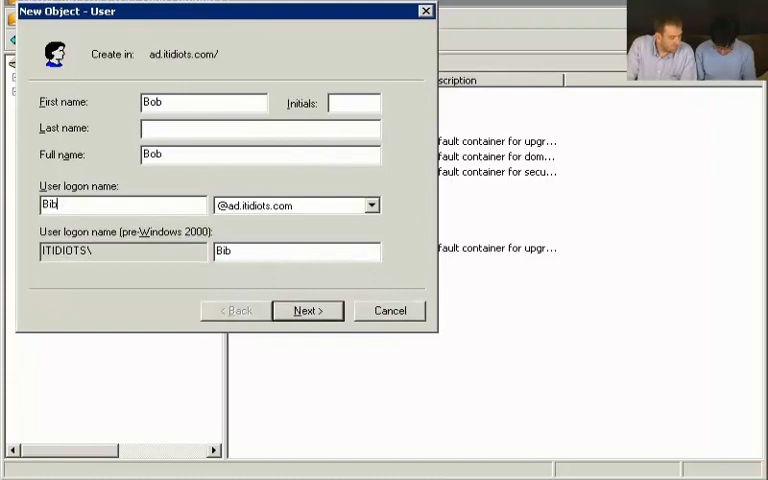 New Object - User
Create in: ad.itidiots.com/
First name: Bob Initials:
Last name:
Full name: Bob
User logon name:
Bib @ad.itidiots.com
User logon name (pre-Windows 2000):
ITIDIOTS\ Bib
< Back Next > Cancel
scription
fault container for upgr...
fault container for dom...
fault container for secu...
fault container for upgr...